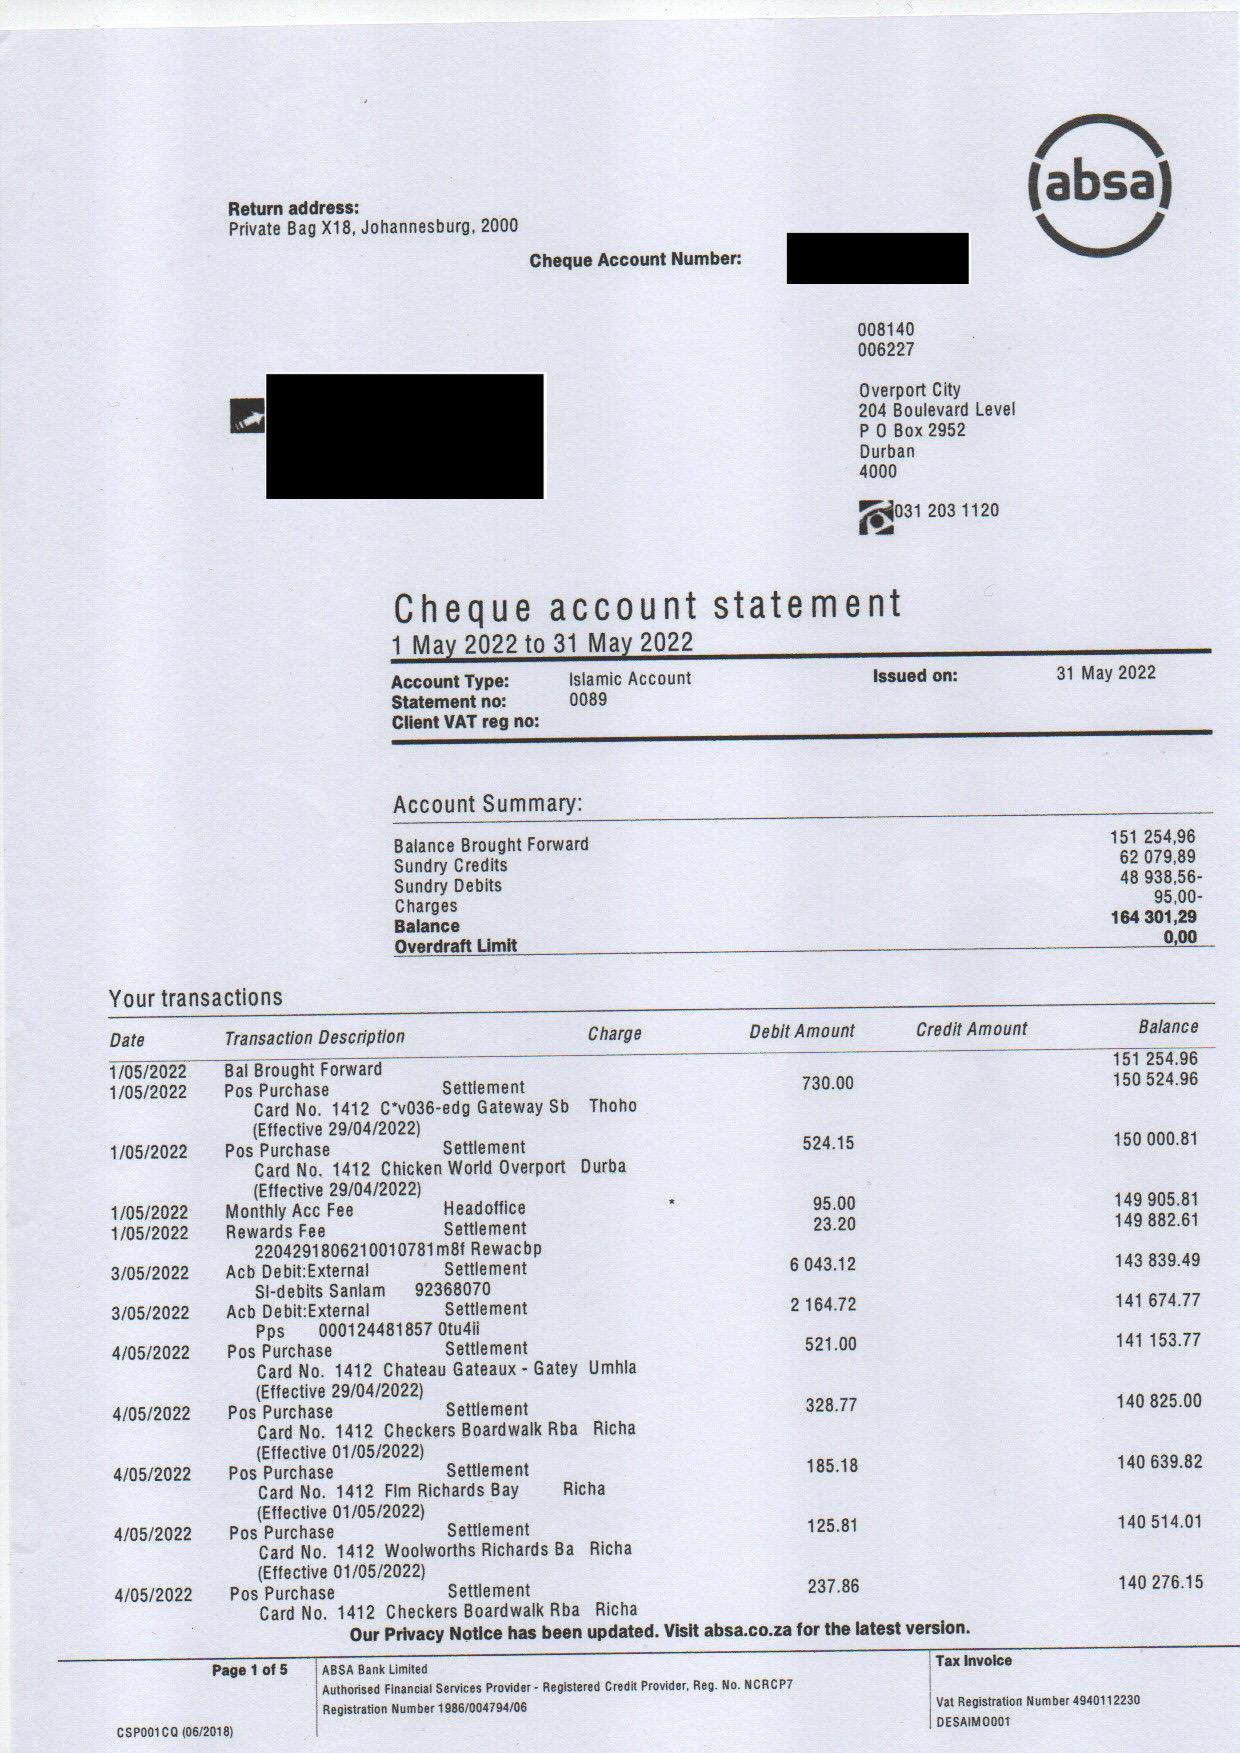 absa
Return address:
Private Bag X18, Johannesburg, 2000
Cheque Account Number:
008140
006227
Overport City
204 Boulevard Level
P O Box 2952
Durban
4000
031 203 1120
Cheque account statement
1 May 2022 to 31 May 2022
Account Type: Islamic Account Issued on: 31 May 2022
Statement no: 0089
Client VAT reg no:
Account Summary:
Balance Brought Forward 151 254,96
Sundry Credits 62 079,89
Sundry Debits 48 938,56-
Charges 95,00-
Balance 164 301,29
Overdraft Limit 0,00
Your transactions
Date Transaction Description Charge Debit Amount Credit Amount Balance
1/05/2022 Bal Brought Forward 151 254.96
1/05/2022 Pos Purchase Settlement 730.00 150 524.96
Card No. 1412 C*v036-edg Gateway Sb Thoho
(Effective 29/04/2022)
1/05/2022 Pos Purchase Settlement 524.15 150 000.81
Card No. 1412 Chicken World Overport Durba
(Effective 29/04/2022)
1/05/2022 Monthly Acc Fee Headoffice * 95.00 149 905.81
1/05/2022 Rewards Fee Settlement 23.20 149 882.61
2204291806210010781m8f Rewacbp
3/05/2022 Acb Debit:External Settlement 6 043.12 143 839.49
Sl-debits Sanlam 92368070
3/05/2022 Acb Debit:External Settlement 2 164.72 141 674.77
Pps 000124481857 0tu4ii
4/05/2022 Pos Purchase Settlement 521.00 141 153.77
Card No. 1412 Chateau Gateaux - Gatey Umhla
(Effective 29/04/2022)
4/05/2022 Pos Purchase Settlement 328.77 140 825.00
Card No. 1412 Checkers Boardwalk Rba Richa
(Effective 01/05/2022)
4/05/2022 Pos Purchase Settlement 185.18 140 639.82
Card No. 1412 Flm Richards Bay Richa
(Effective 01/05/2022)
4/05/2022 Pos Purchase Settlement 125.81 140 514.01
Card No. 1412 Woolworths Richards Ba Richa
(Effective 01/05/2022)
4/05/2022 Pos Purchase Settlement 237.86 140 276.15
Card No. 1412 Checkers Boardwalk Rba Richa
Our Privacy Notice has been updated. Visit absa.co.za for the latest version.
Page 1 of 5
ABSA Bank Limited
Authorised Financial Services Provider - Registered Credit Provider, Reg. No. NCRCP7
Registration Number 1986/004794/06
CSP001CQ (06/2018)
Tax Invoice
Vat Registration Number 4940112230
DESAIMO001